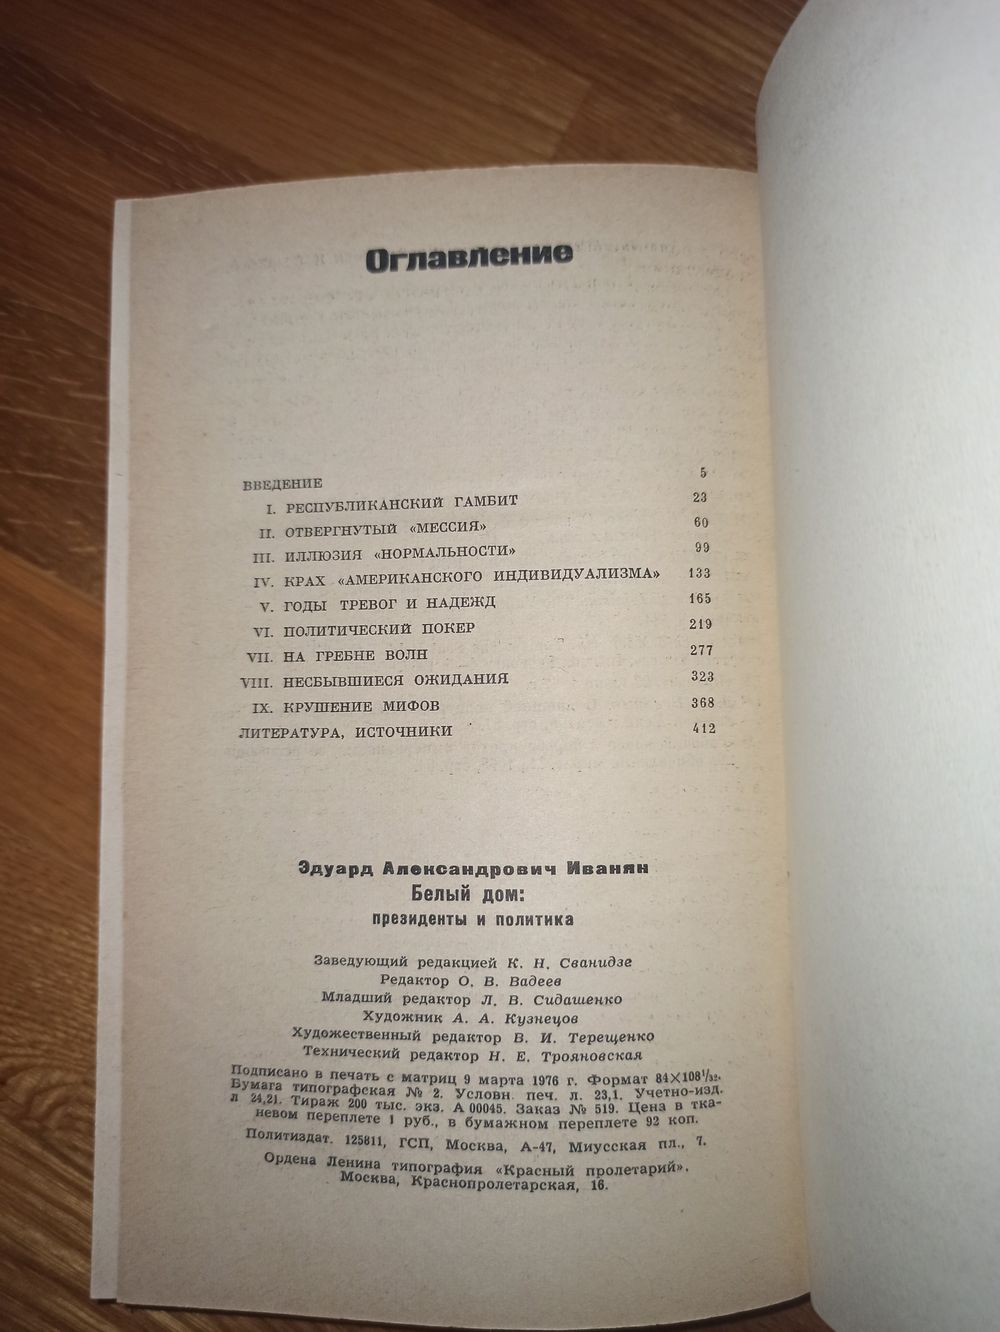 Оглавление
ВВЕДЕНИЕ 5
I. РЕСПУБЛИКАНСКИЙ ГАМБИТ 23
II. ОТВЕРГНУТЫЙ «МЕССИЯ» 60
III. ИЛЛЮЗИЯ «НОРМАЛЬНОСТИ» 99
IV. КРАХ «АМЕРИКАНСКОГО ИНДИВИДУАЛИЗМА» 133
V. ГОДЫ ТРЕВОГ И НАДЕЖД 165
VI. ПОЛИТИЧЕСКИЙ ПОКЕР 219
VII. НА ГРЕБНЕ ВОЛН 277
VIII. НЕСБЫВШИЕСЯ ОЖИДАНИЯ 323
IX. КРУШЕНИЕ МИФОВ 368
ЛИТЕРАТУРА, ИСТОЧНИКИ 412
Эдуард Александрович Иванян
Белый дом:
президенты и политика
Заведующий редакцией К. Н. Сванидзе
Редактор О. В. Вадеев
Младший редактор Л. В. Сидашенко
Художник А. А. Кузнецов
Художественный редактор В. И. Терещенко
Технический редактор Н. Е. Трояновская
Подписано в печать с матриц 9 марта 1976 г. Формат 84×108 1/32.
Бумага типографская № 2. Условн. печ. л. 23,1. Учетно-изд.
л 24,21. Тираж 200 тыс. экз. А 00045. Заказ № 519. Цена в тка-
невом переплете 1 руб., в бумажном переплете 92 коп.
Политиздат. 125811, ГСП, Москва, А-47, Миусская пл., 7.
Ордена Ленина типография «Красный пролетарий».
Москва, Краснопролетарская, 16.